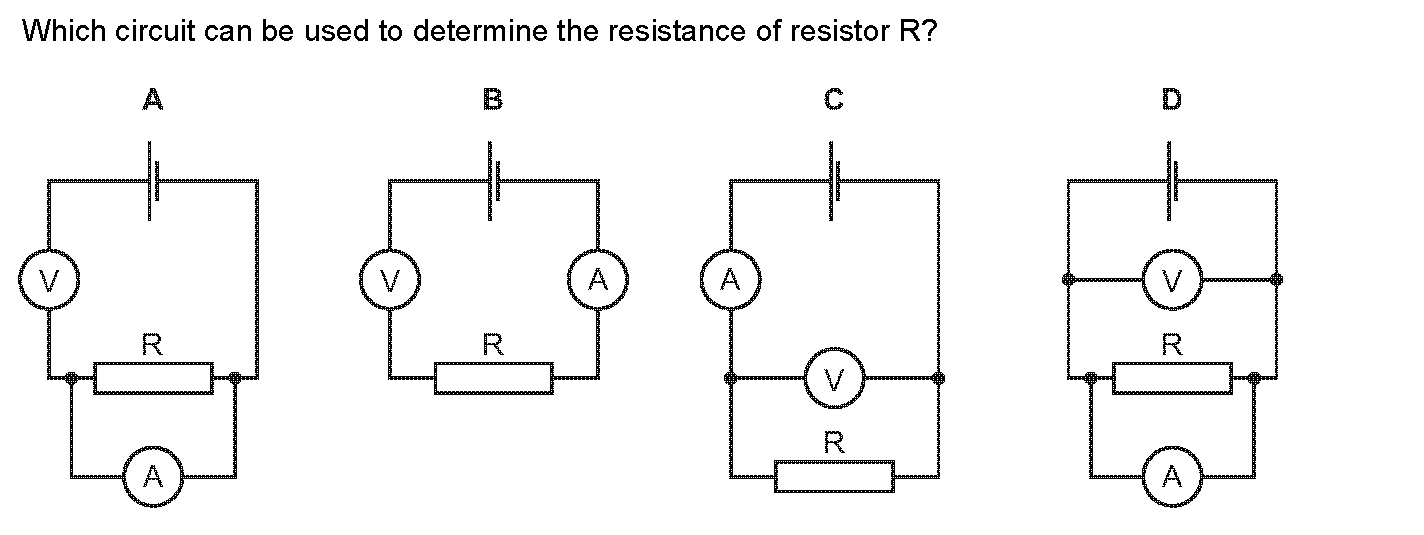 Which circuit can be used to determine the resistance of resistor R?
A B C D
V A A V
V
R R R
R
A A